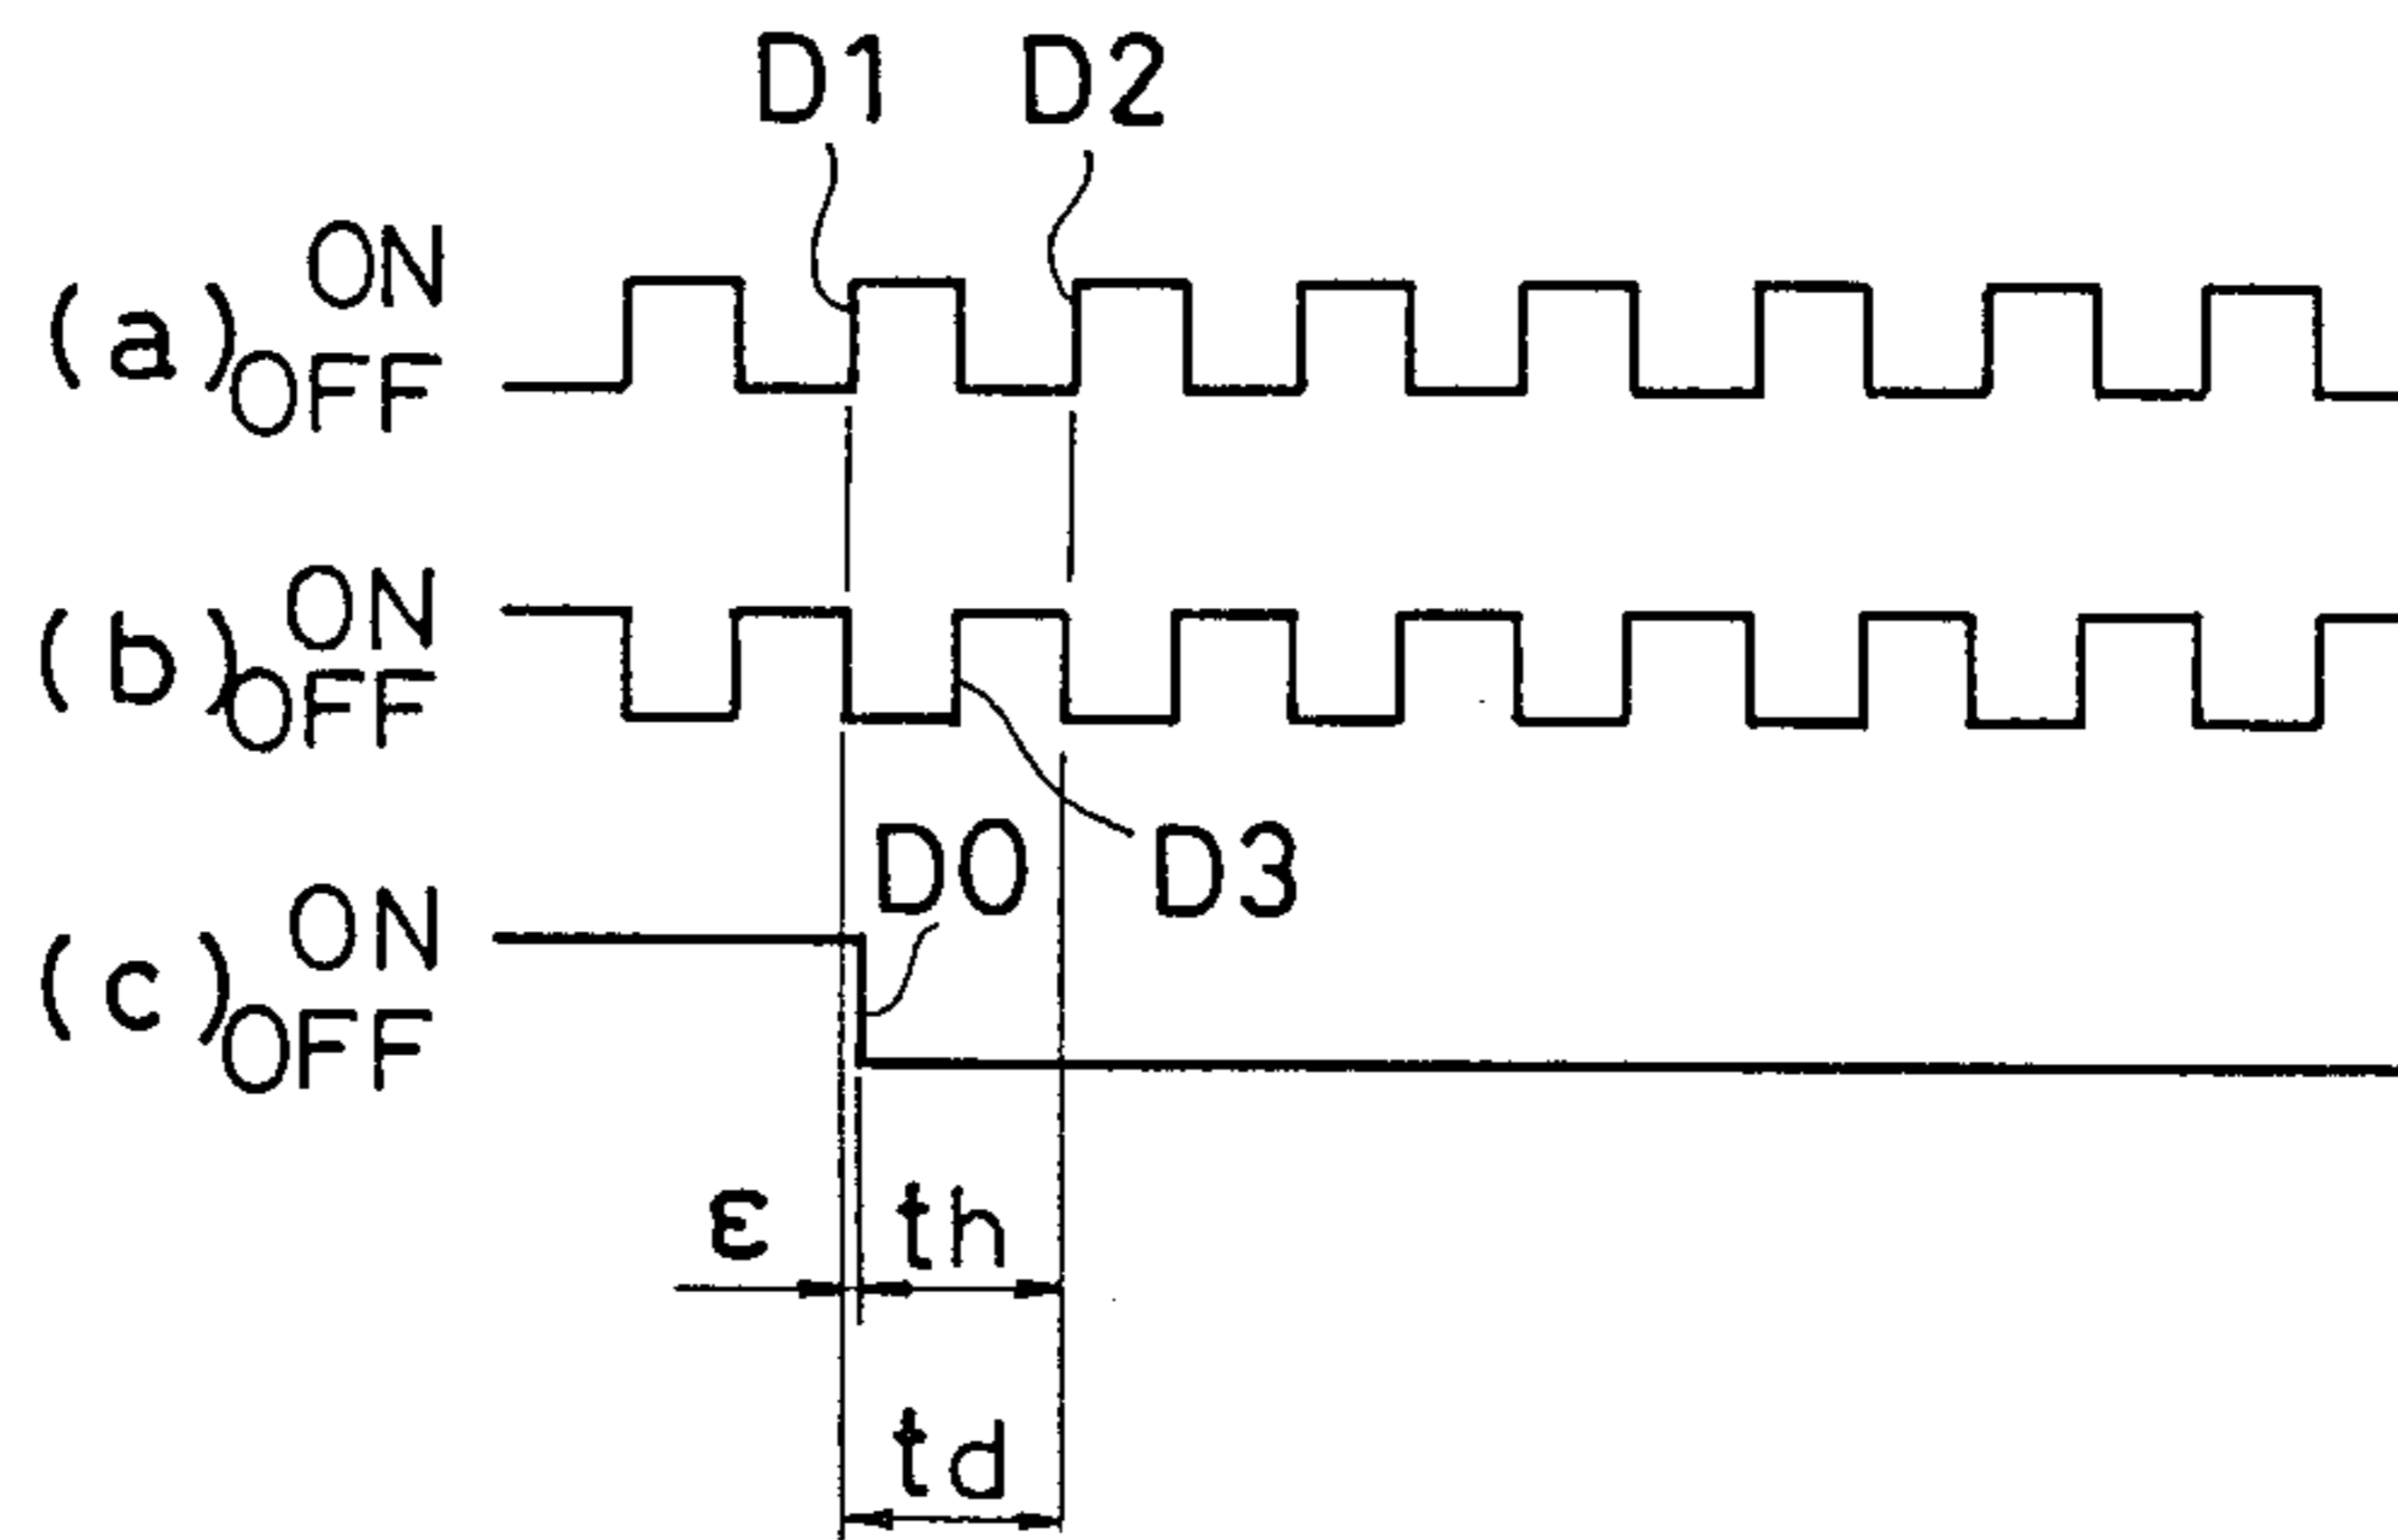 D1 D2
(a) ON
OFF
(b) ON
OFF
D0 D3
(c) ON
OFF
ε th
td